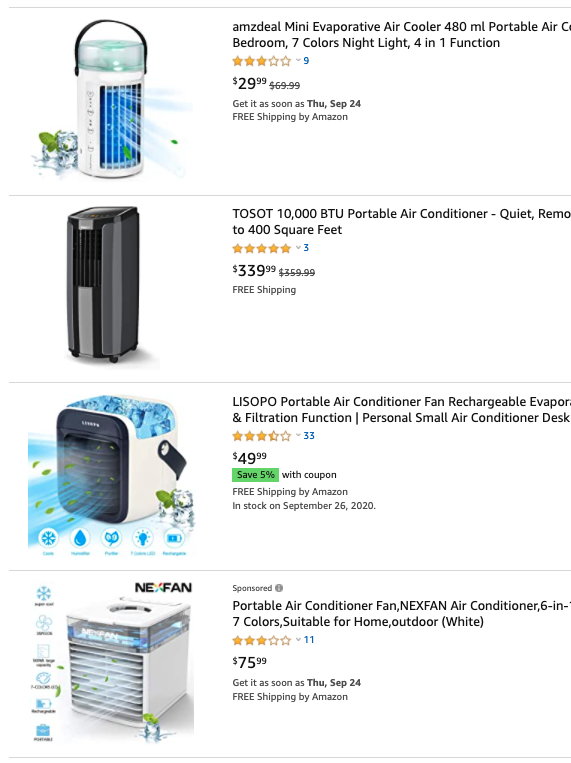 amzdeal Mini Evaporative Air Cooler 480 ml Portable Air Co
Bedroom, 7 Colors Night Light, 4 in 1 Function
9
$29.99 $69.99
Get it as soon as Thu, Sep 24
FREE Shipping by Amazon
TOSOT 10,000 BTU Portable Air Conditioner - Quiet, Remo
to 400 Square Feet
3
$339.99 $359.99
FREE Shipping
LISOPO
Cools Humidifier Purifier 7 Colors LED Rechargeable
LISOPO Portable Air Conditioner Fan Rechargeable Evapora
& Filtration Function | Personal Small Air Conditioner Desk
33
$49.99
Save 5% with coupon
FREE Shipping by Amazon
In stock on September 26, 2020.
NEXFAN
super cool
7-COLORS LED
Rechargeable
PORTABLE
Sponsored
Portable Air Conditioner Fan,NEXFAN Air Conditioner,6-in-1
7 Colors,Suitable for Home,outdoor (White)
11
$75.99
Get it as soon as Thu, Sep 24
FREE Shipping by Amazon